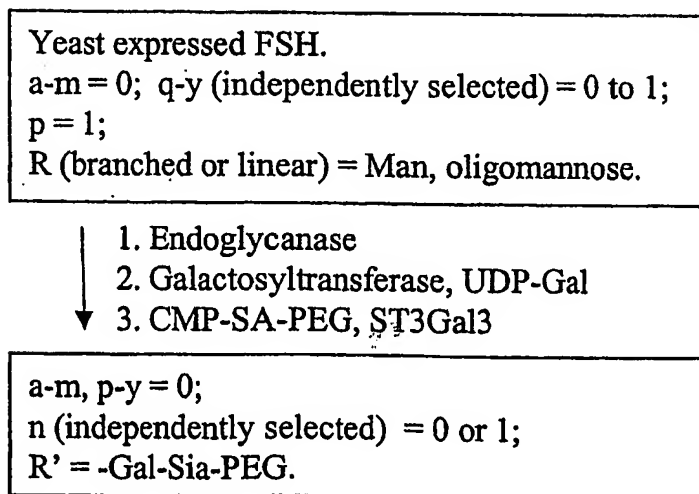 Yeast expressed FSH.
a-m = 0; q-y (independently selected) = 0 to 1;
p = 1;
R (branched or linear) = Man, oligomannose.
1. Endoglycanase
2. Galactosyltransferase, UDP-Gal
3. CMP-SA-PEG, ST3Gal3
a-m, p-y = 0;
n (independently selected) = 0 or 1;
R' = -Gal-Sia-PEG.